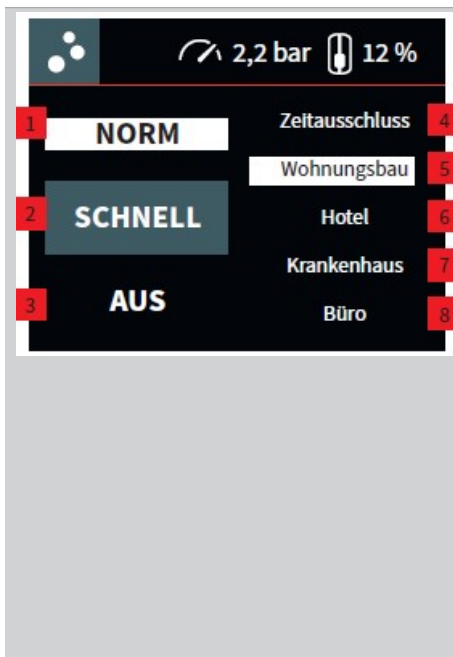 2,2 bar 12 %
1 NORM
2 SCHNELL
3 AUS
Zeitausschluss 4
Wohnungsbau 5
Hotel 6
Krankenhaus 7
Büro 8